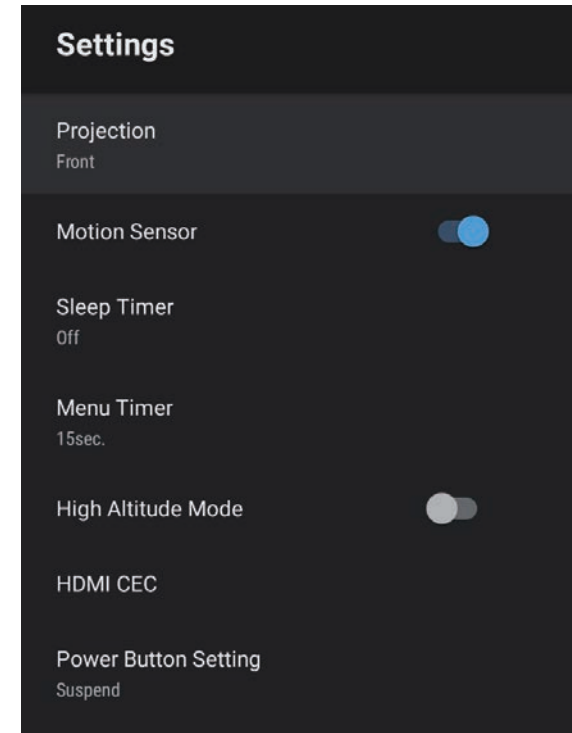 Settings
Projection
Front
Motion Sensor
Sleep Timer
Off
Menu Timer
15sec.
High Altitude Mode
HDMI CEC
Power Button Setting
Suspend